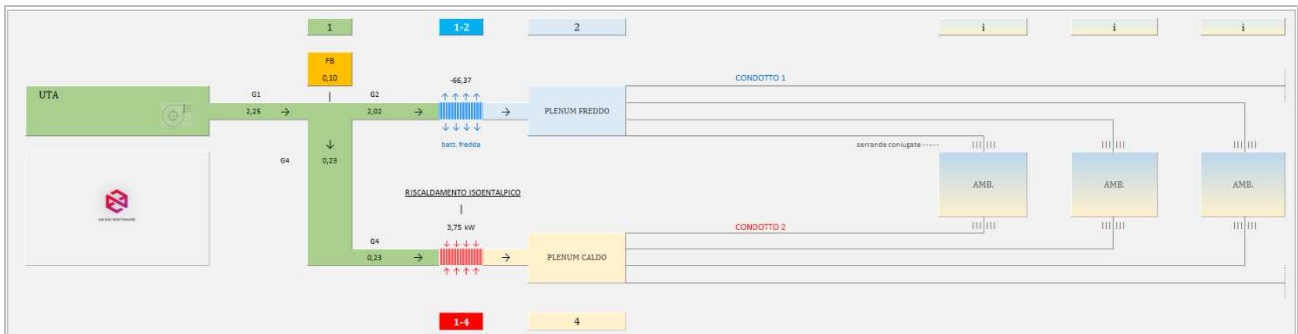 1
1-2
2
i
i
i
FB
0,10
-66,37
CONDOTTO 1
UTA
G1
G2
2,25
2,02
PLENUM FREDDO
batt. fredda
serrande coniugate
G4
0,23
AMB.
AMB.
AMB.
RISCALDAMENTO ISOENTALPICO
3,75 kW
CONDOTTO 2
G4
0,23
PLENUM CALDO
1-4
4